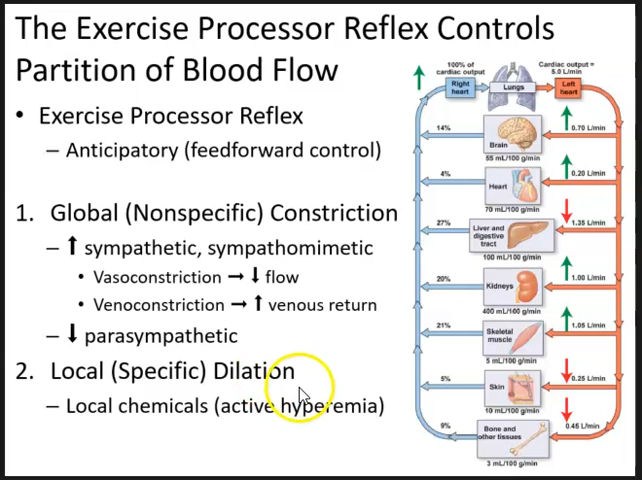 The Exercise Processor Reflex Controls
Partition of Blood Flow
• Exercise Processor Reflex
– Anticipatory (feedforward control)
1. Global (Nonspecific) Constriction
– ⬆ sympathetic, sympathomimetic
• Vasoconstriction ➞ ⬇ flow
• Venoconstriction ➞ ⬆ venous return
– ⬇ parasympathetic
2. Local (Specific) Dilation
– Local chemicals (active hyperemia)
100% of
cardiac output
Cardiac output =
5.0 L/min
Right
heart
Lungs
Left
heart
14%
Brain
0.70 L/min
55 mL/100 g/min
4%
Heart
0.20 L/min
70 mL/100 g/min
27%
Liver and
digestive
tract
1.35 L/min
100 mL/100 g/min
20%
Kidneys
1.00 L/min
400 mL/100 g/min
21%
Skeletal
muscle
1.05 L/min
5 mL/100 g/min
5%
Skin
0.25 L/min
10 mL/100 g/min
9%
Bone and
other tissues
0.45 L/min
3 mL/100 g/min